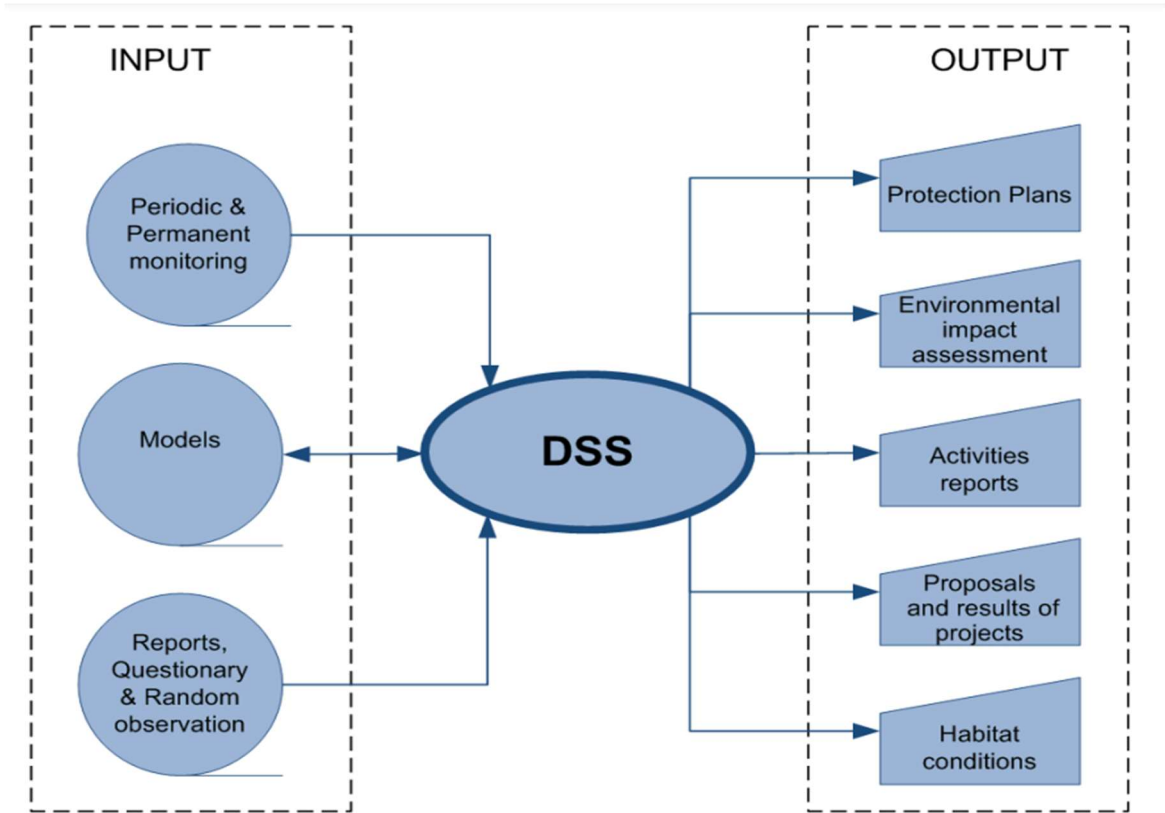 INPUT
Periodic &
Permanent
monitoring
Models
Reports,
Questionary
& Random
observation
DSS
OUTPUT
Protection Plans
Environmental
impact
assessment
Activities
reports
Proposals
and results of
projects
Habitat
conditions